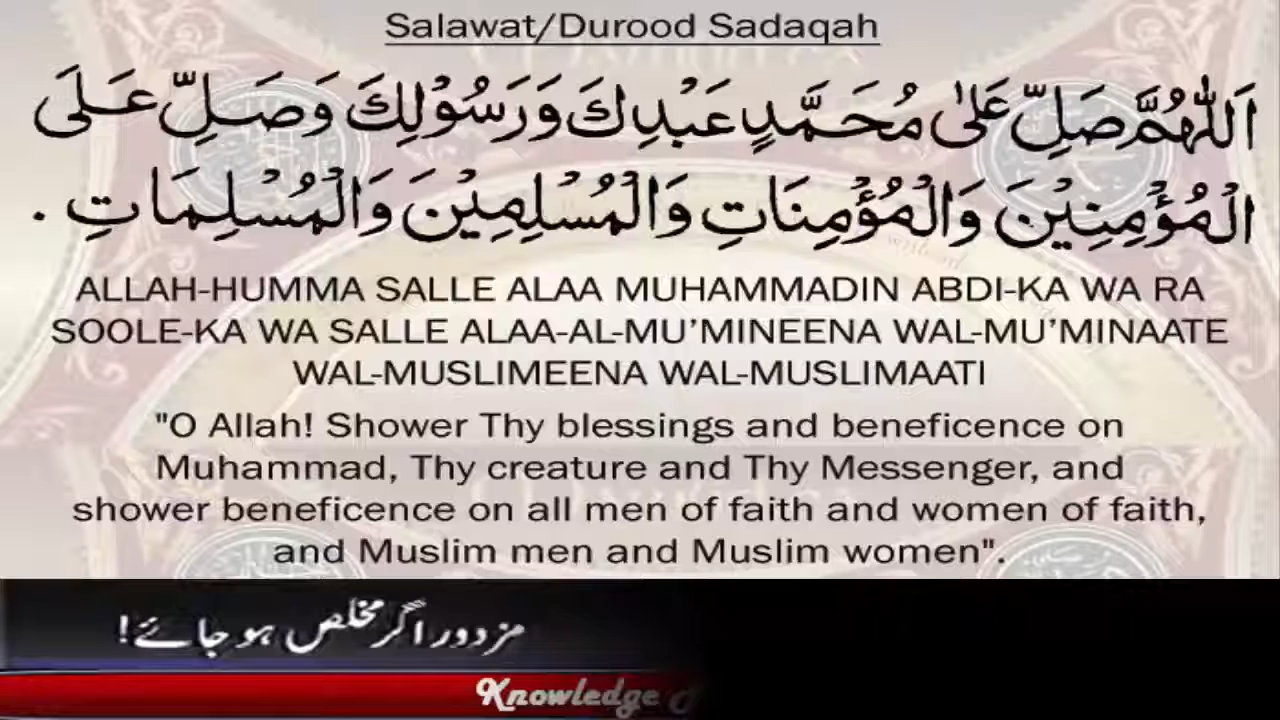 Salawat/Durood Sadaqah
اَللّٰهُمَّ صَلِّ عَلٰى مُحَمَّدٍ عَبْدِكَ وَرَسُوْلِكَ وَصَلِّ عَلَى
الْمُؤْمِنِيْنَ وَالْمُؤْمِنَاتِ وَالْمُسْلِمِيْنَ وَالْمُسْلِمَاتِ .
ALLAH-HUMMA SALLE ALAA MUHAMMADIN ABDI-KA WA RA
SOOLE-KA WA SALLE ALAA-AL-MU’MINEENA WAL-MU’MINAATE
WAL-MUSLIMEENA WAL-MUSLIMAATI
"O Allah! Shower Thy blessings and beneficence on
Muhammad, Thy creature and Thy Messenger, and
shower beneficence on all men of faith and women of faith,
and Muslim men and Muslim women".
مزدور اگر مخلص ہو جائے!
Knowledge